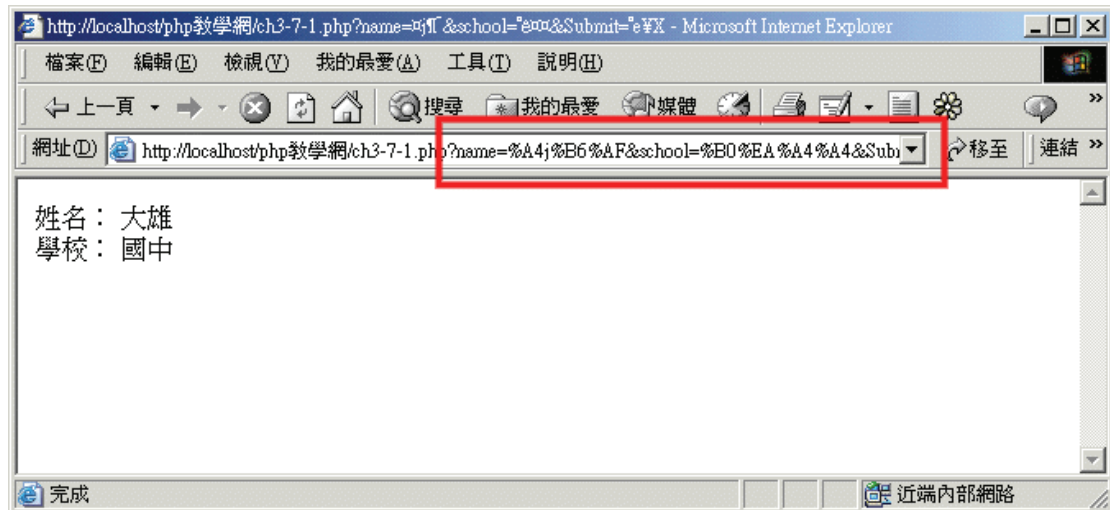 http://localhost/php教學網/ch3-7-1.php?name=¤j¶¯&school=°ê¤¤&Submit=°e¥X - Microsoft Internet Explorer
檔案(F) 編輯(E) 檢視(V) 我的最愛(A) 工具(T) 說明(H)
上一頁 搜尋 我的最愛 媒體 »
網址(D) http://localhost/php教學網/ch3-7-1.php?name=%A4j%B6%AF&school=%B0%EA%A4%A4&Subi 移至 連結 »
姓名： 大雄
學校： 國中
完成 近端內部網路